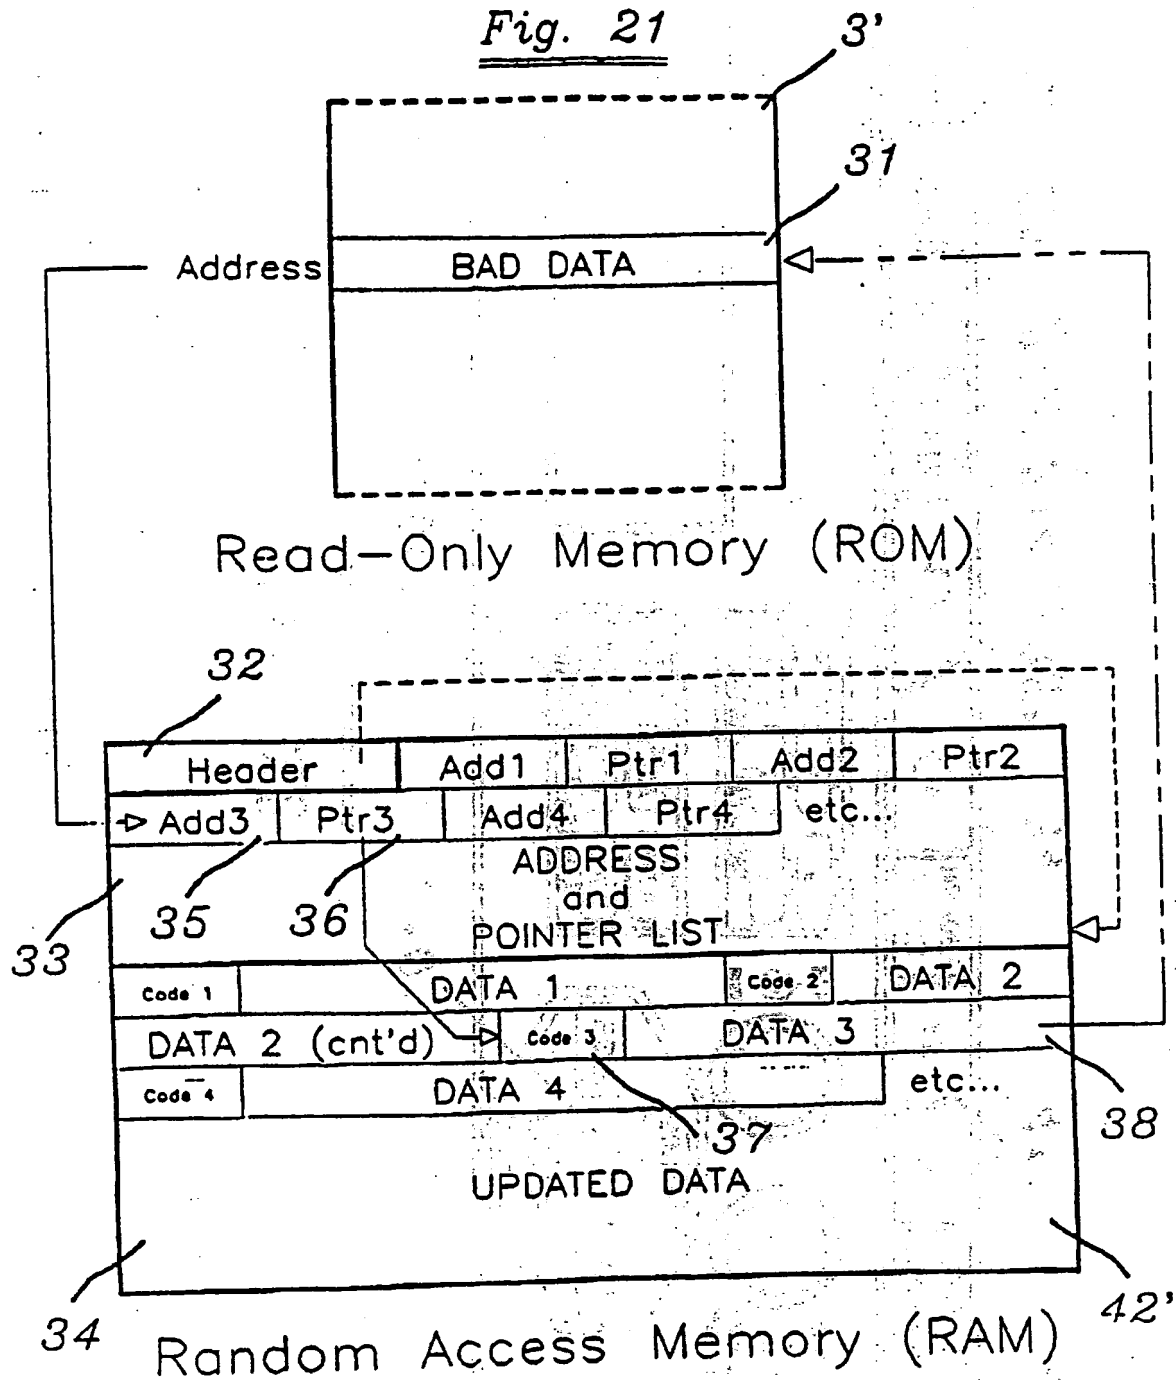 Fig. 21
3'
31
Address
BAD DATA
Read-Only Memory (ROM)
32
Header Add1 Ptr1 Add2 Ptr2
Add3 Ptr3 Add4 Ptr4 etc...
ADDRESS
and
POINTER LIST
33
35
36
Code 1 DATA 1 Code 2 DATA 2
DATA 2 (cnt'd) Code 3 DATA 3
Code 4 DATA 4 etc...
37
38
UPDATED DATA
34
42'
Random Access Memory (RAM)